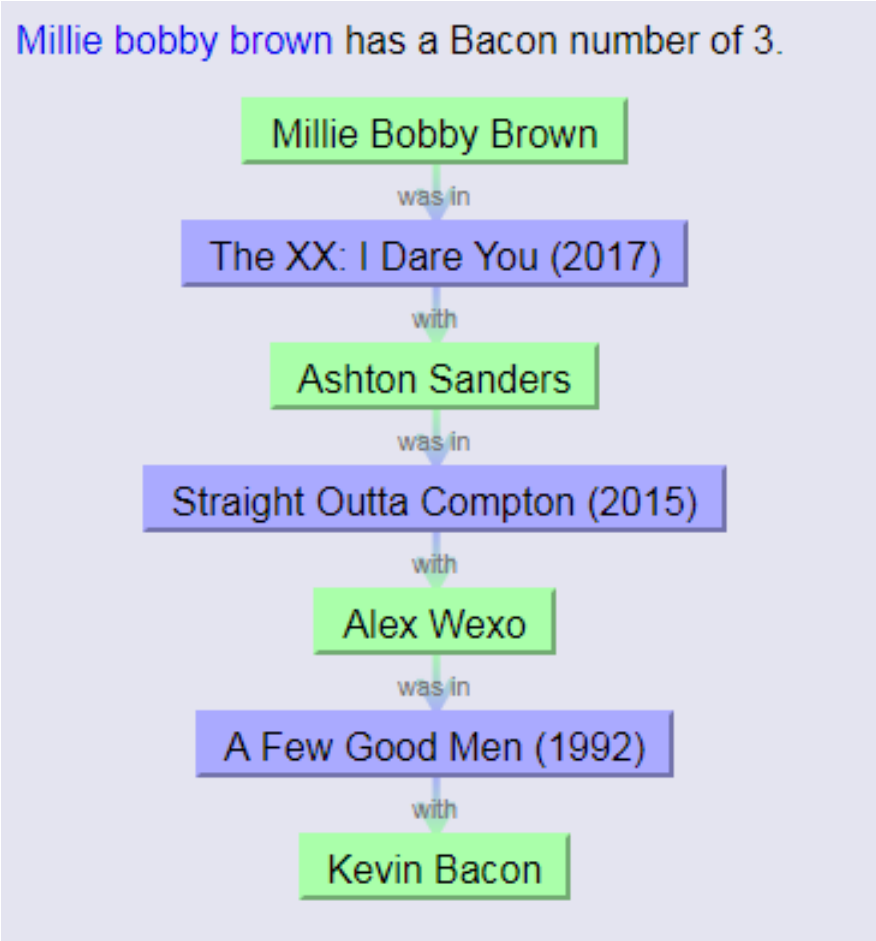 Millie bobby brown has a Bacon number of 3.
Millie Bobby Brown
was in
The XX: I Dare You (2017)
with
Ashton Sanders
was in
Straight Outta Compton (2015)
with
Alex Wexo
was in
A Few Good Men (1992)
with
Kevin Bacon